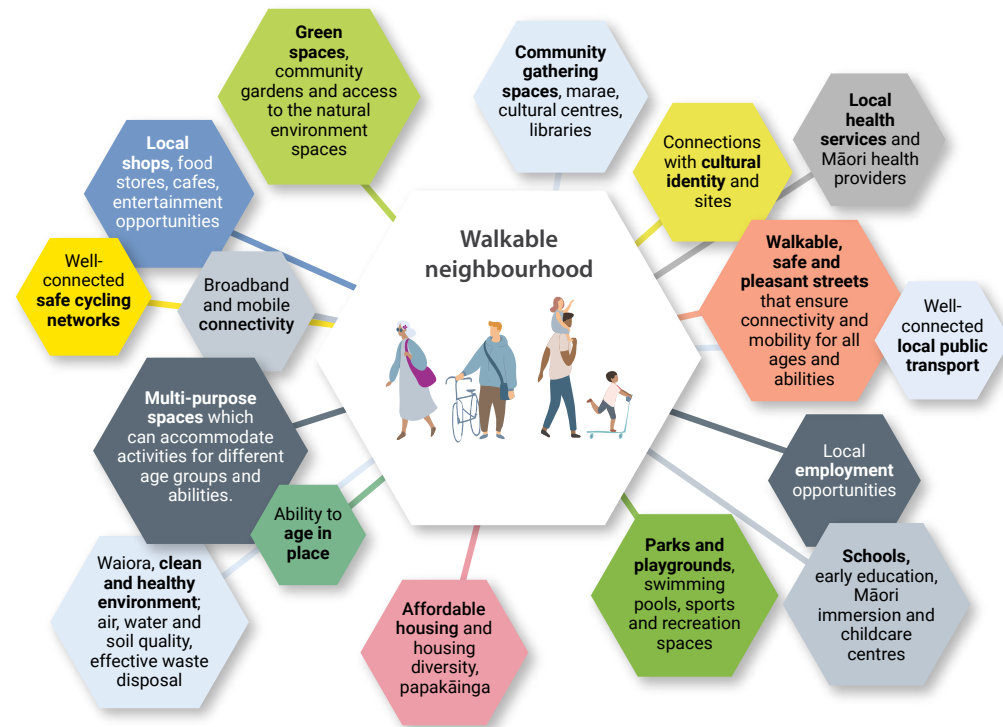 Green
spaces,
community
gardens and access
to the natural
environment
spaces
Community
gathering
spaces, marae,
cultural centres,
libraries
Local
health
services and
Māori health
providers
Connections
with cultural
identity and
sites
Local
shops, food
stores, cafes,
entertainment
opportunities
Walkable
neighbourhood
Walkable,
safe and
pleasant streets
that ensure
connectivity and
mobility for all
ages and
abilities
Well-
connected
safe cycling
networks
Broadband
and mobile
connectivity
Well-
connected
local public
transport
Multi-purpose
spaces which
can accommodate
activities for different
age groups and
abilities.
Local
employment
opportunities
Ability to
age in
place
Waiora, clean
and healthy
environment;
air, water and
soil quality,
effective waste
disposal
Affordable
housing and
housing
diversity,
papakāinga
Parks and
playgrounds,
swimming
pools, sports
and recreation
spaces
Schools,
early education,
Māori
immersion and
childcare
centres